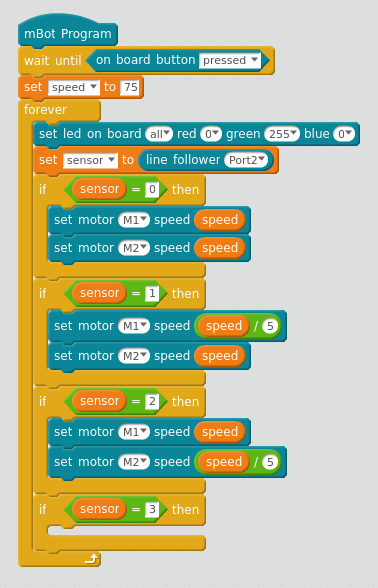 mBot Program
wait until on board button pressed
set speed to 75
forever
set led on board all red 0 green 255 blue 0
set sensor to line follower Port2
if sensor = 0 then
set motor M1 speed speed
set motor M2 speed speed
if sensor = 1 then
set motor M1 speed speed / 5
set motor M2 speed speed
if sensor = 2 then
set motor M1 speed speed
set motor M2 speed speed / 5
if sensor = 3 then